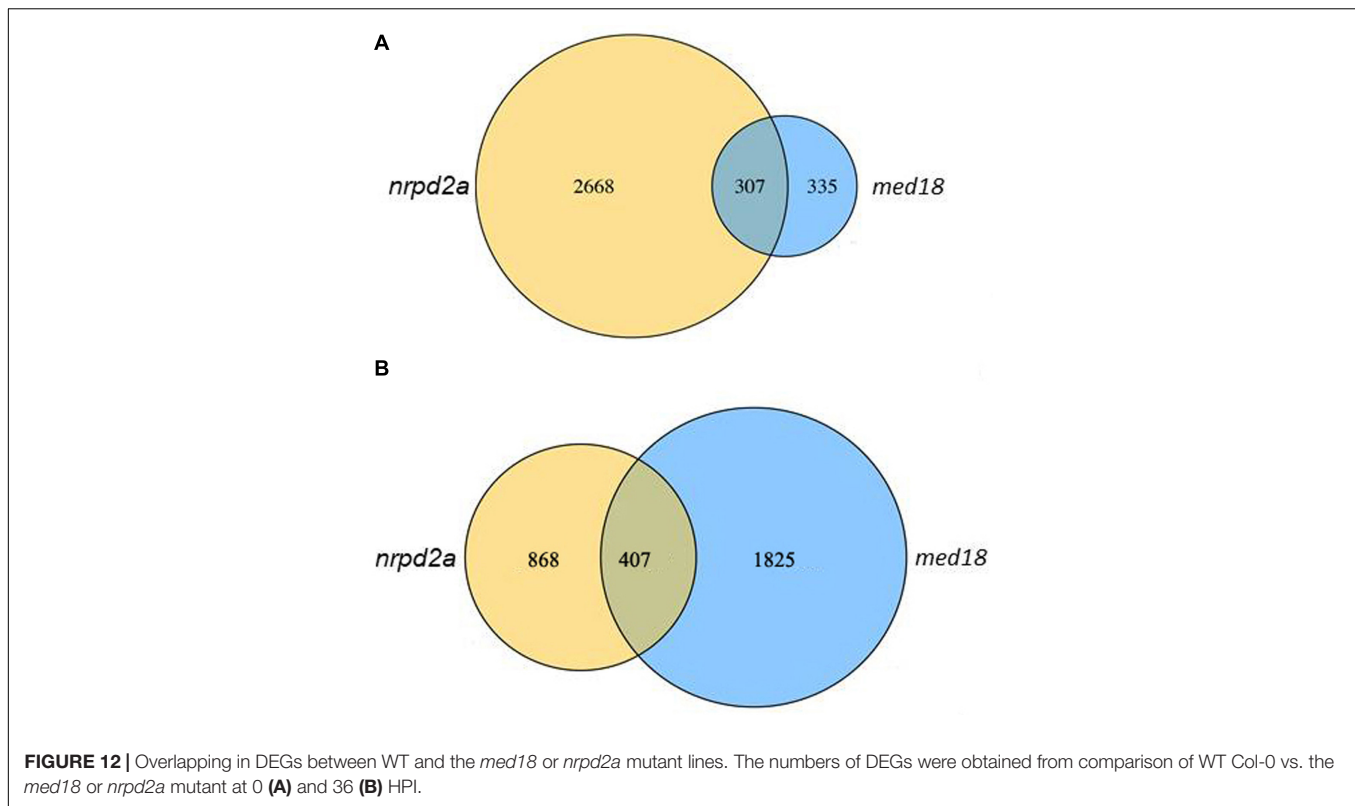 A
nrpd2a
2668
307
335
med18
B
nrpd2a
868
407
1825
med18
FIGURE 12 | Overlapping in DEGs between WT and the med18 or nrpd2a mutant lines. The numbers of DEGs were obtained from comparison of WT Col-0 vs. the
med18 or nrpd2a mutant at 0 (A) and 36 (B) HPI.